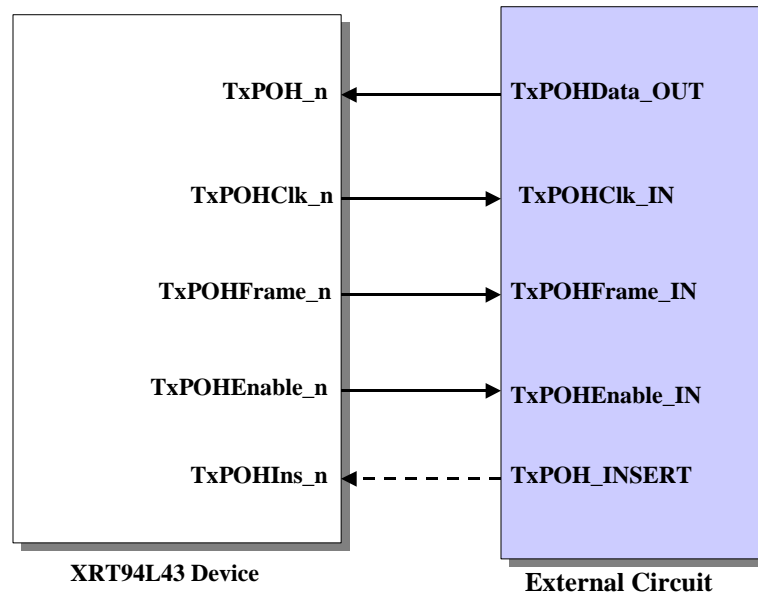 TxPOH_n
TxPOHData_OUT
TxPOHClk_n
TxPOHClk_IN
TxPOHFrame_n
TxPOHFrame_IN
TxPOHEnable_n
TxPOHEnable_IN
TxPOHIns_n
TxPOH_INSERT
XRT94L43 Device
External Circuit